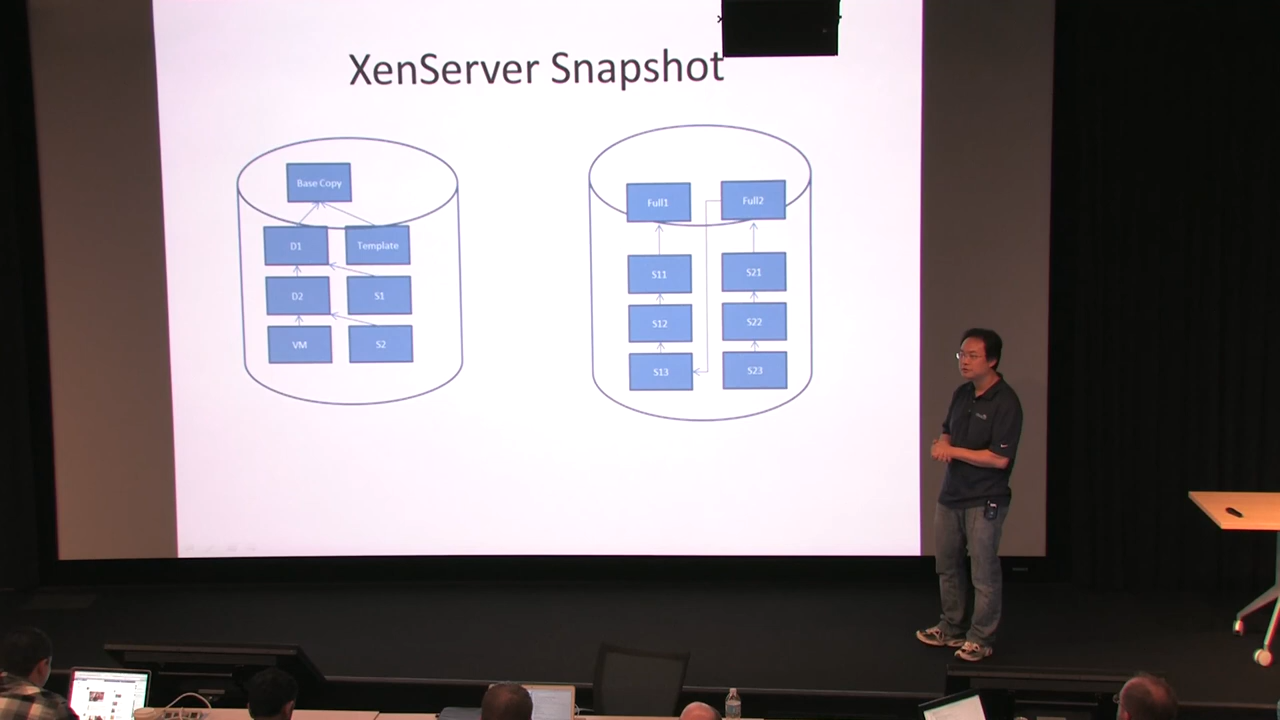 XenServer Snapshot
Base Copy
D1
Template
D2
S1
VM
S2
Full1
Full2
S11
S21
S12
S22
S13
S23